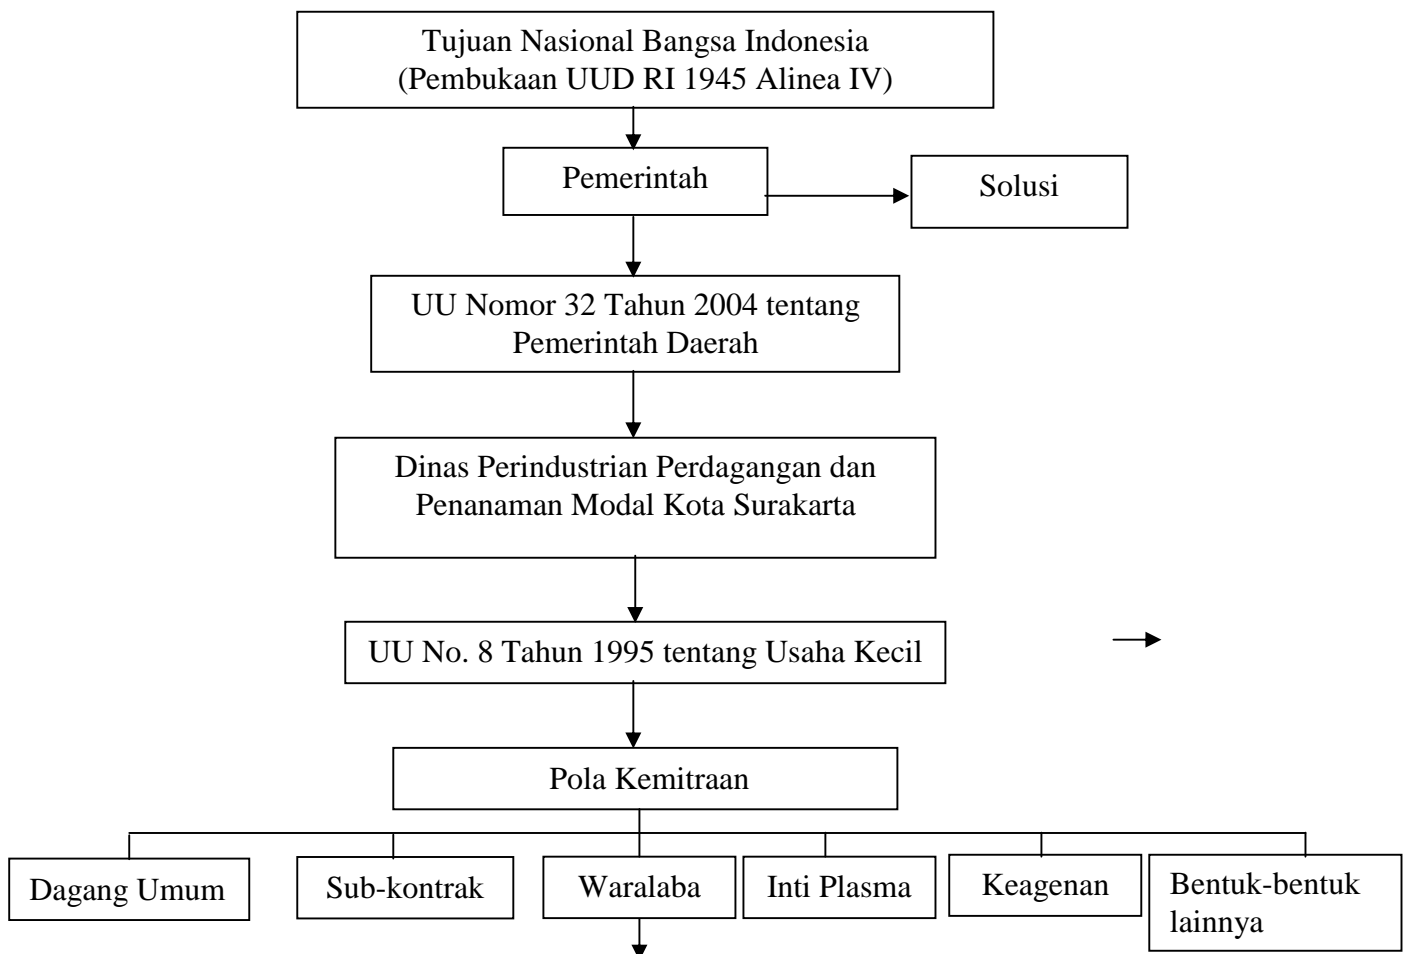 Tujuan Nasional Bangsa Indonesia
(Pembukaan UUD RI 1945 Alinea IV)
Pemerintah
Solusi
UU Nomor 32 Tahun 2004 tentang
Pemerintah Daerah
Dinas Perindustrian Perdagangan dan
Penanaman Modal Kota Surakarta
UU No. 8 Tahun 1995 tentang Usaha Kecil
Pola Kemitraan
Dagang Umum
Sub-kontrak
Waralaba
Inti Plasma
Keagenan
Bentuk-bentuk
lainnya